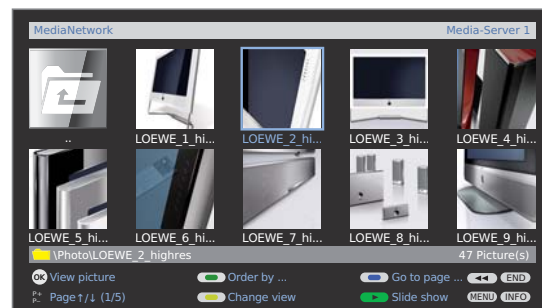 MediaNetwork Media-Server 1
.. LOEWE_1_hi... LOEWE_2_hig... LOEWE_3_hi... LOEWE_4_hi...
LOEWE_5_hi... LOEWE_6_hi... LOEWE_7_hi... LOEWE_8_hi... LOEWE_9_hi...
\Photo\LOEWE_2_highres 47 Picture(s)
OK View picture Order by ... Go to page ... ◄◄ END
P+ P- Page↑/↓ (1/5) Change view ► Slide show MENU INFO